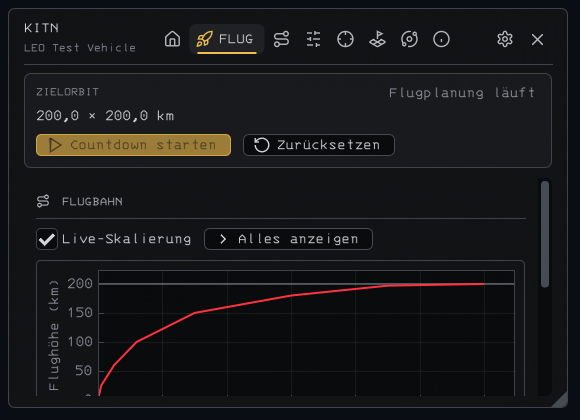 KITN
LEO Test Vehicle
FLUG
ZIELORBIT
Flugplanung läuft
200,0 × 200,0 km
Countdown starten
Zurücksetzen
FLUGBAHN
Live-Skalierung
Alles anzeigen
Flughöhe (km)
200
150
100
50